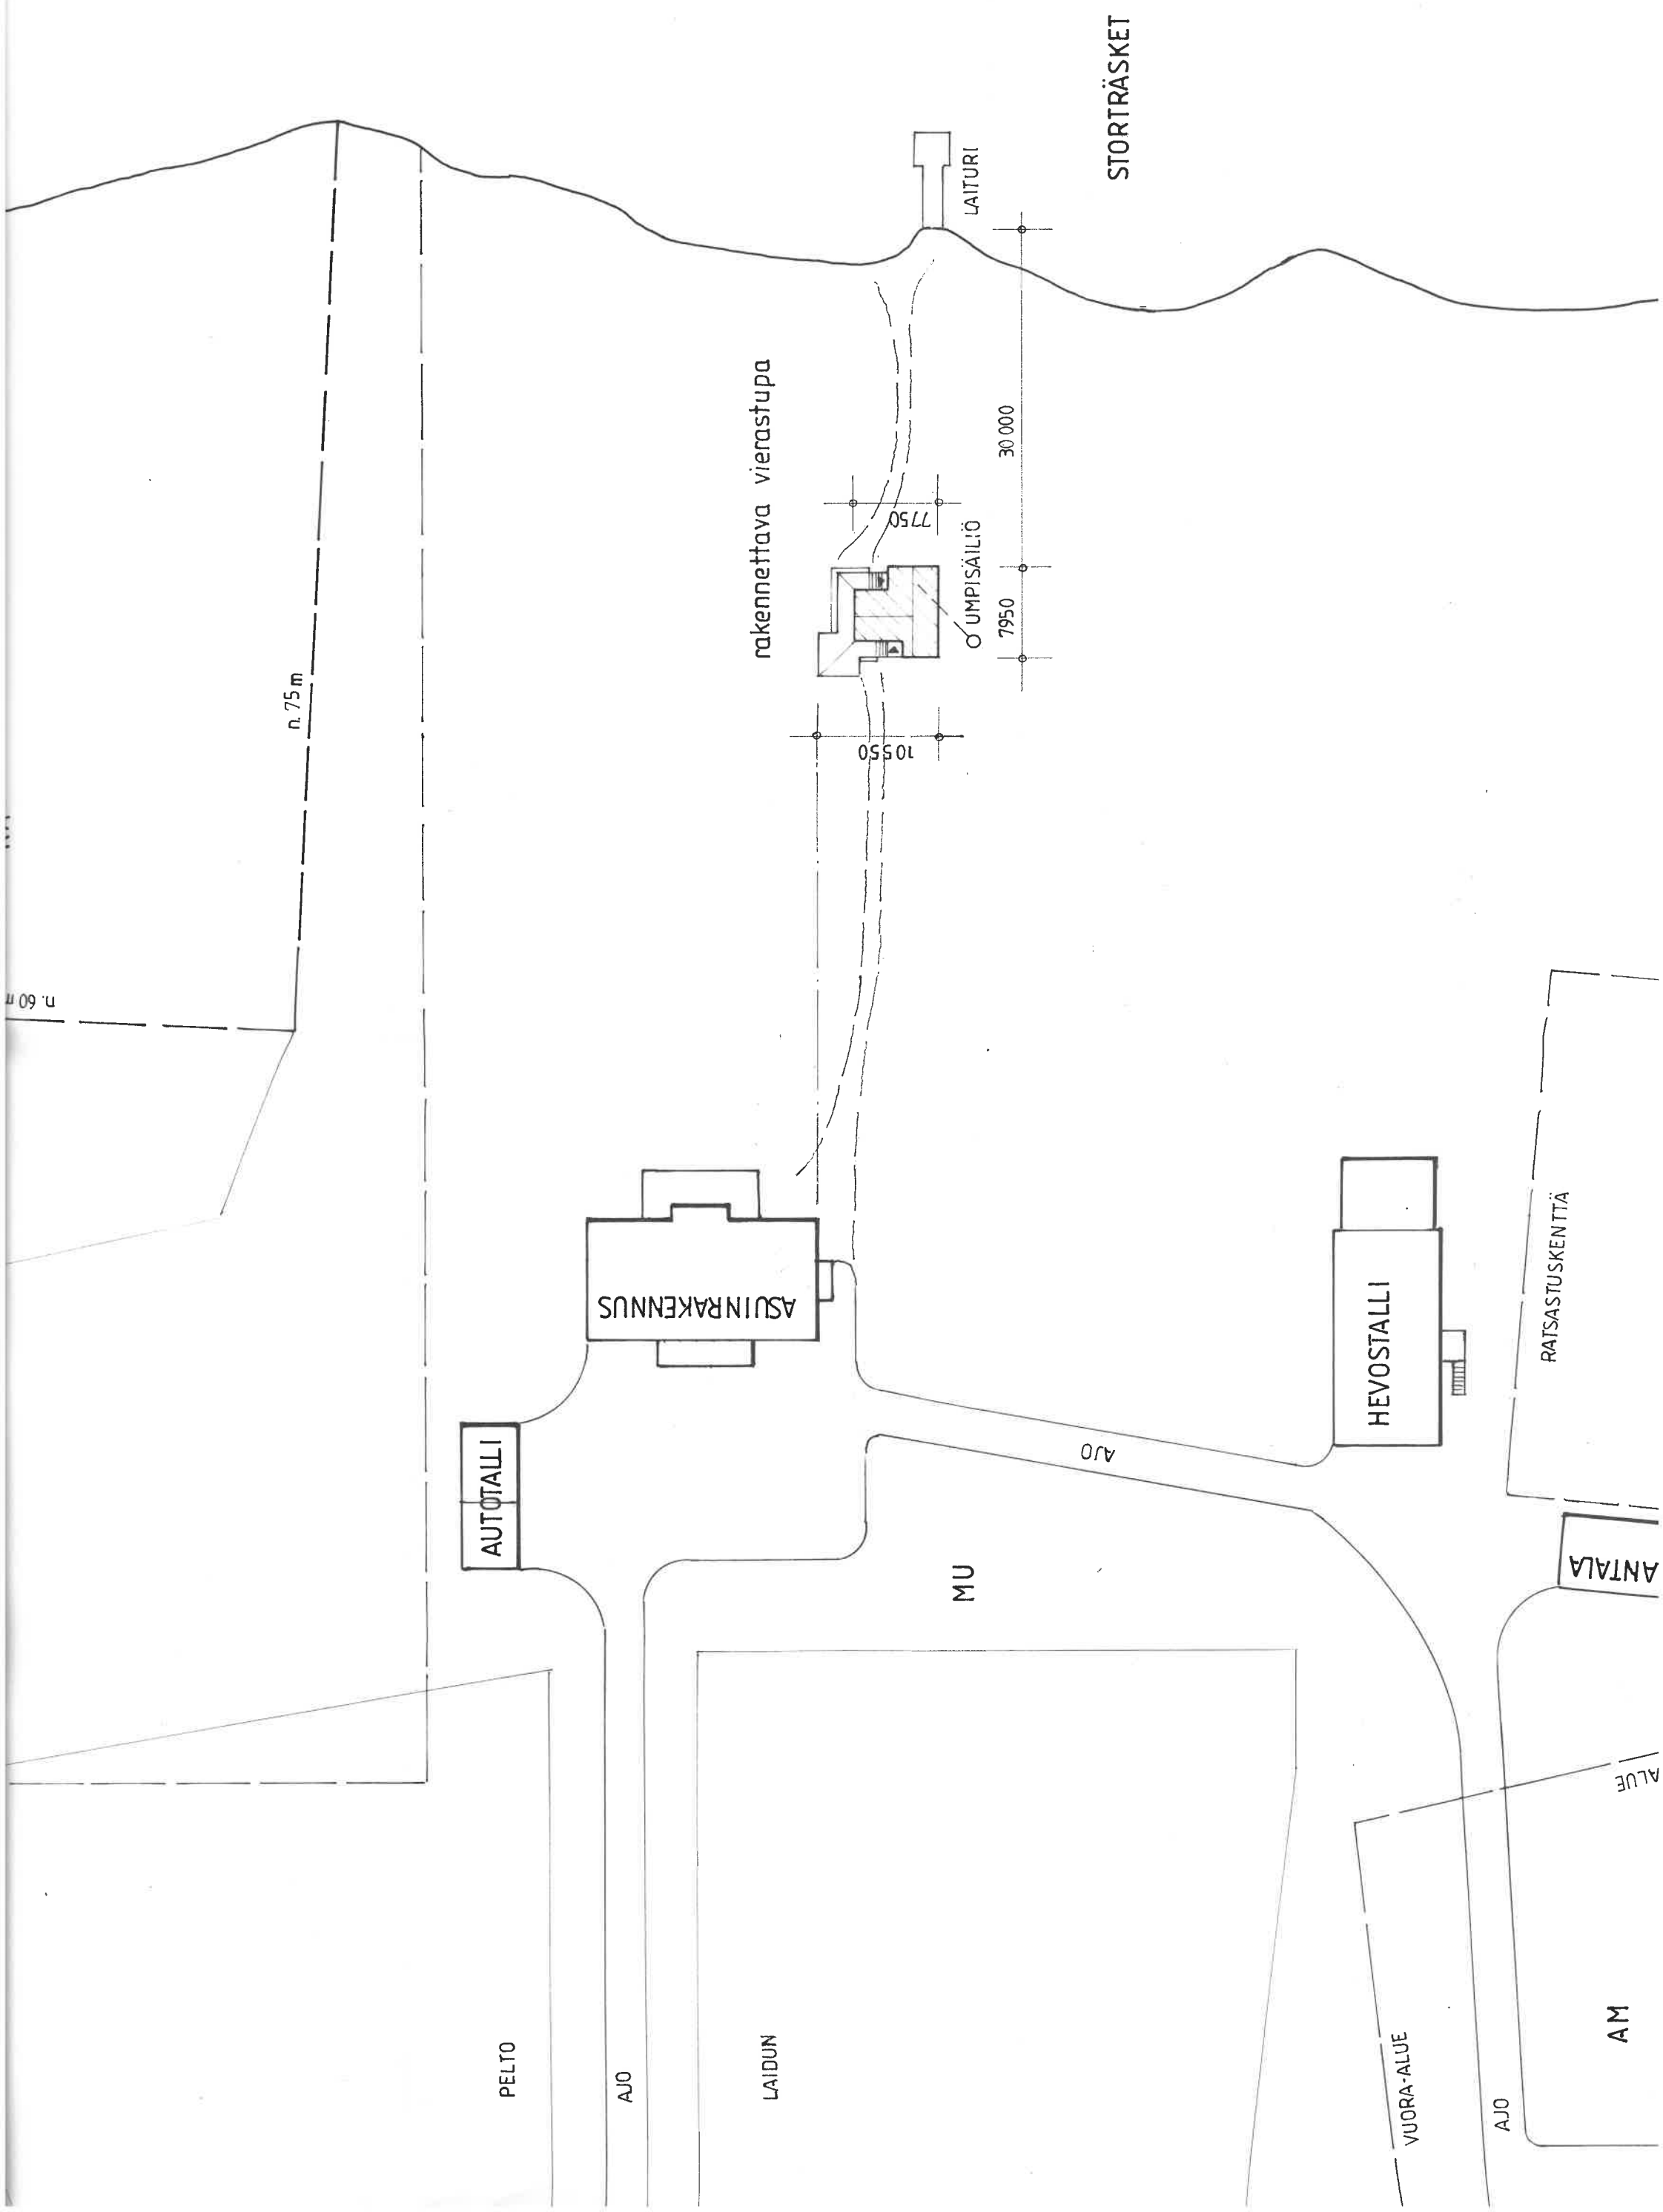 STORTRÄSKET
LAITURI
n. 75 m
n. 60 m
rakennettava vierastupa
30 000
7750
UMPISÄILIÖ
7950
10550
ASUINRAKENNUS
AUTOTALLI
HEVOSTALLI
RATSASTUSKENTTÄ
AJO
MU
ANTALA
ALUE
PELTO
AJO
LAIDUN
VUORA-ALUE
AJO
AM